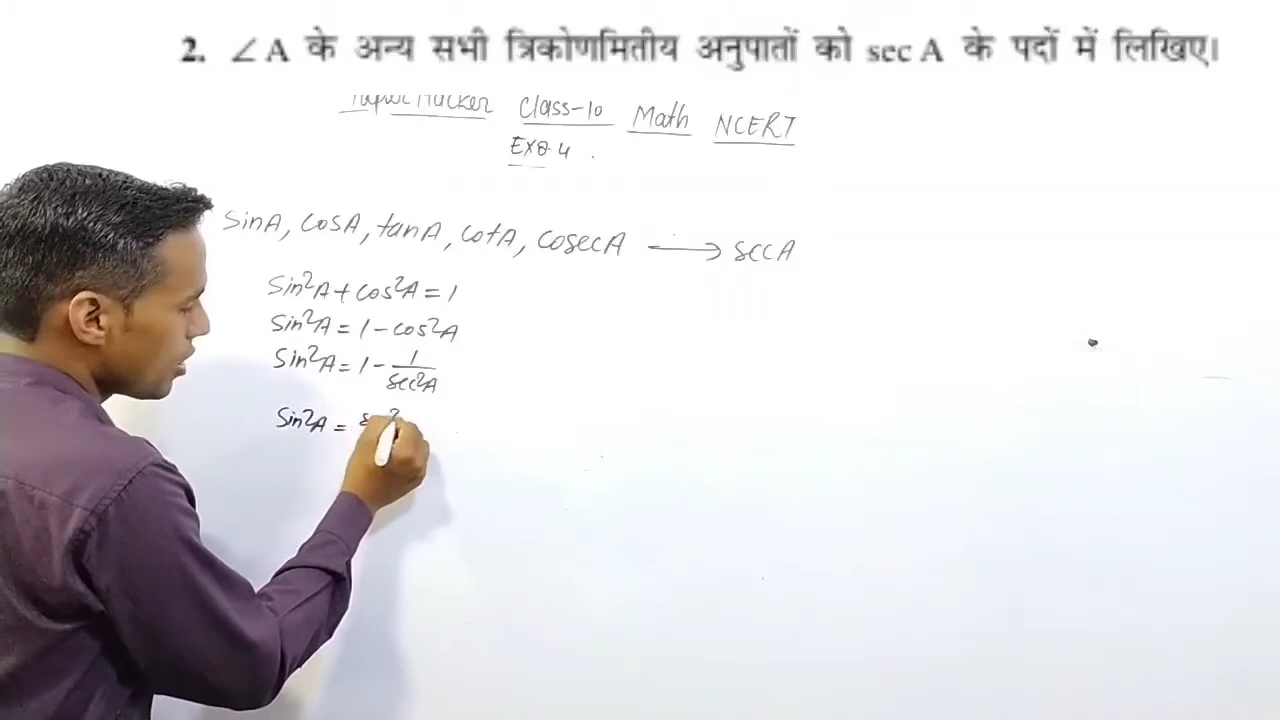 2. ∠A के अन्य सभी त्रिकोणमितीय अनुपातों को sec A के पदों में लिखिए।
Class-10 Math NCERT
EX8.4
SinA, COSA, tanA, CotA, CosecA → secA
Sin²A + cos²A = 1
Sin²A = 1 - cos²A
Sin²A = 1 - 1/sec²A
Sin²A =